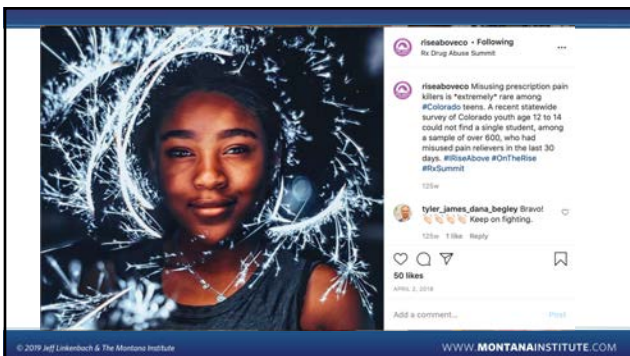 riseaboveco • Following
Rx Drug Abuse Summit
riseaboveco Misusing prescription pain
killers is *extremely* rare among
#Colorado teens. A recent statewide
survey of Colorado youth age 12 to 14
could not find a single student, among
a sample of over 600, who had
misused pain relievers in the last 30
days. #IRiseAbove #OnTheRise
#RxSummit
125w
tyler_james_dana_begley Bravo!
👏🏻👏🏻👏🏻👏🏻 Keep on fighting.
125w 1 like Reply
50 likes
APRIL 2, 2018
Add a comment... Post
© 2019 Jeff Linkenbach & The Montana Institute
WWW.MONTANAINSTITUTE.COM